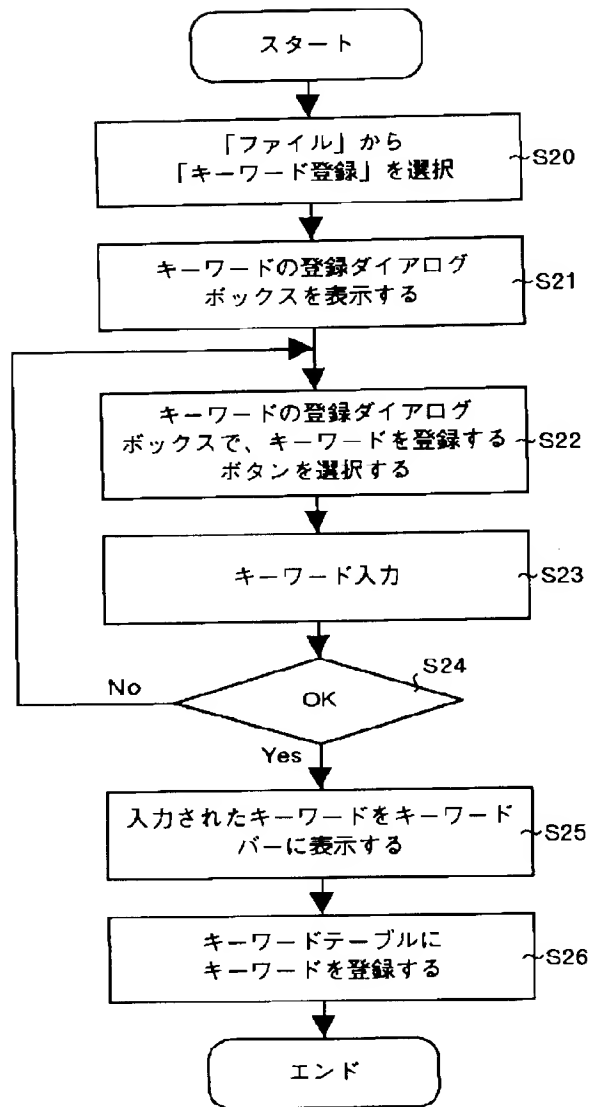 スタート
「ファイル」から
「キーワード登録」を選択
~S20
キーワードの登録ダイアログ
ボックスを表示する
~S21
キーワードの登録ダイアログ
ボックスで、キーワードを登録する
ボタンを選択する
~S22
キーワード入力
~S23
S24
OK
No
Yes
入力されたキーワードをキーワード
バーに表示する
~S25
キーワードテーブルに
キーワードを登録する
~S26
エンド